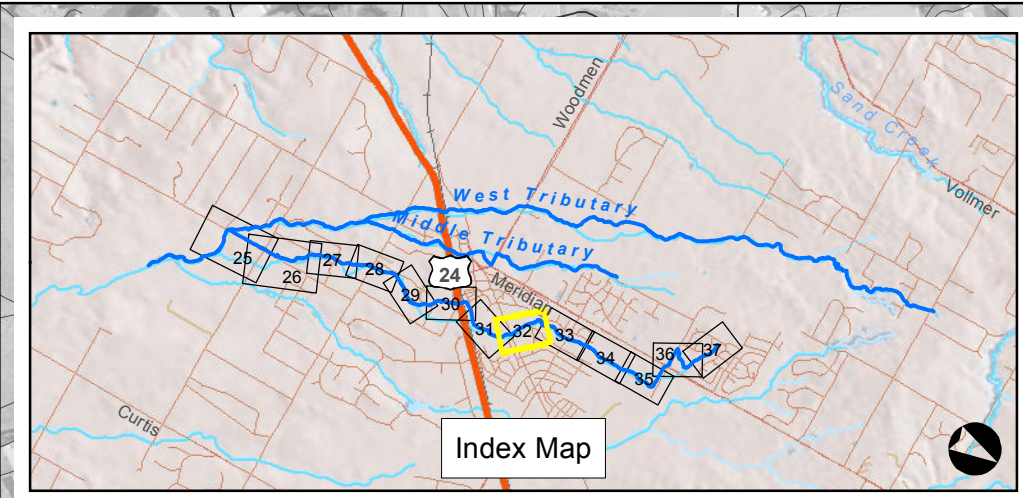 Woodmen
Sand Creek
Vollmer
West Tributary
Middle Tributary
24
Meridian
25
26
27
28
29
30
31
32
33
34
35
36
37
Curtis
Index Map